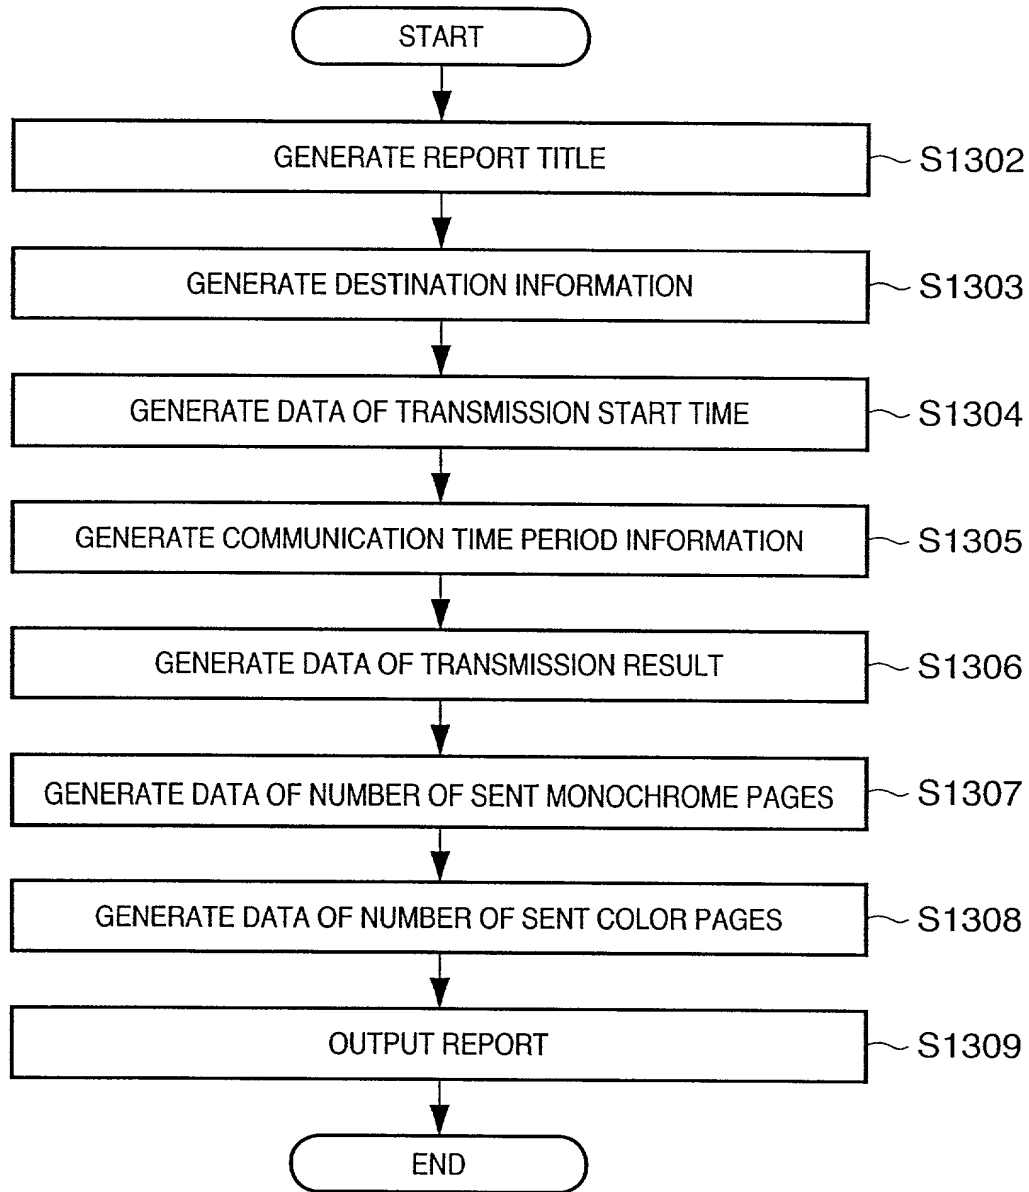 START
GENERATE REPORT TITLE
S1302
GENERATE DESTINATION INFORMATION
S1303
GENERATE DATA OF TRANSMISSION START TIME
S1304
GENERATE COMMUNICATION TIME PERIOD INFORMATION
S1305
GENERATE DATA OF TRANSMISSION RESULT
S1306
GENERATE DATA OF NUMBER OF SENT MONOCHROME PAGES
S1307
GENERATE DATA OF NUMBER OF SENT COLOR PAGES
S1308
OUTPUT REPORT
S1309
END